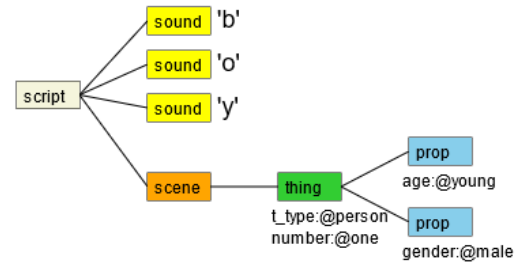 sound 'b'
sound 'o'
script
sound 'y'
prop
scene
thing
age:@young
t_type:@person
prop
number:@one
gender:@male